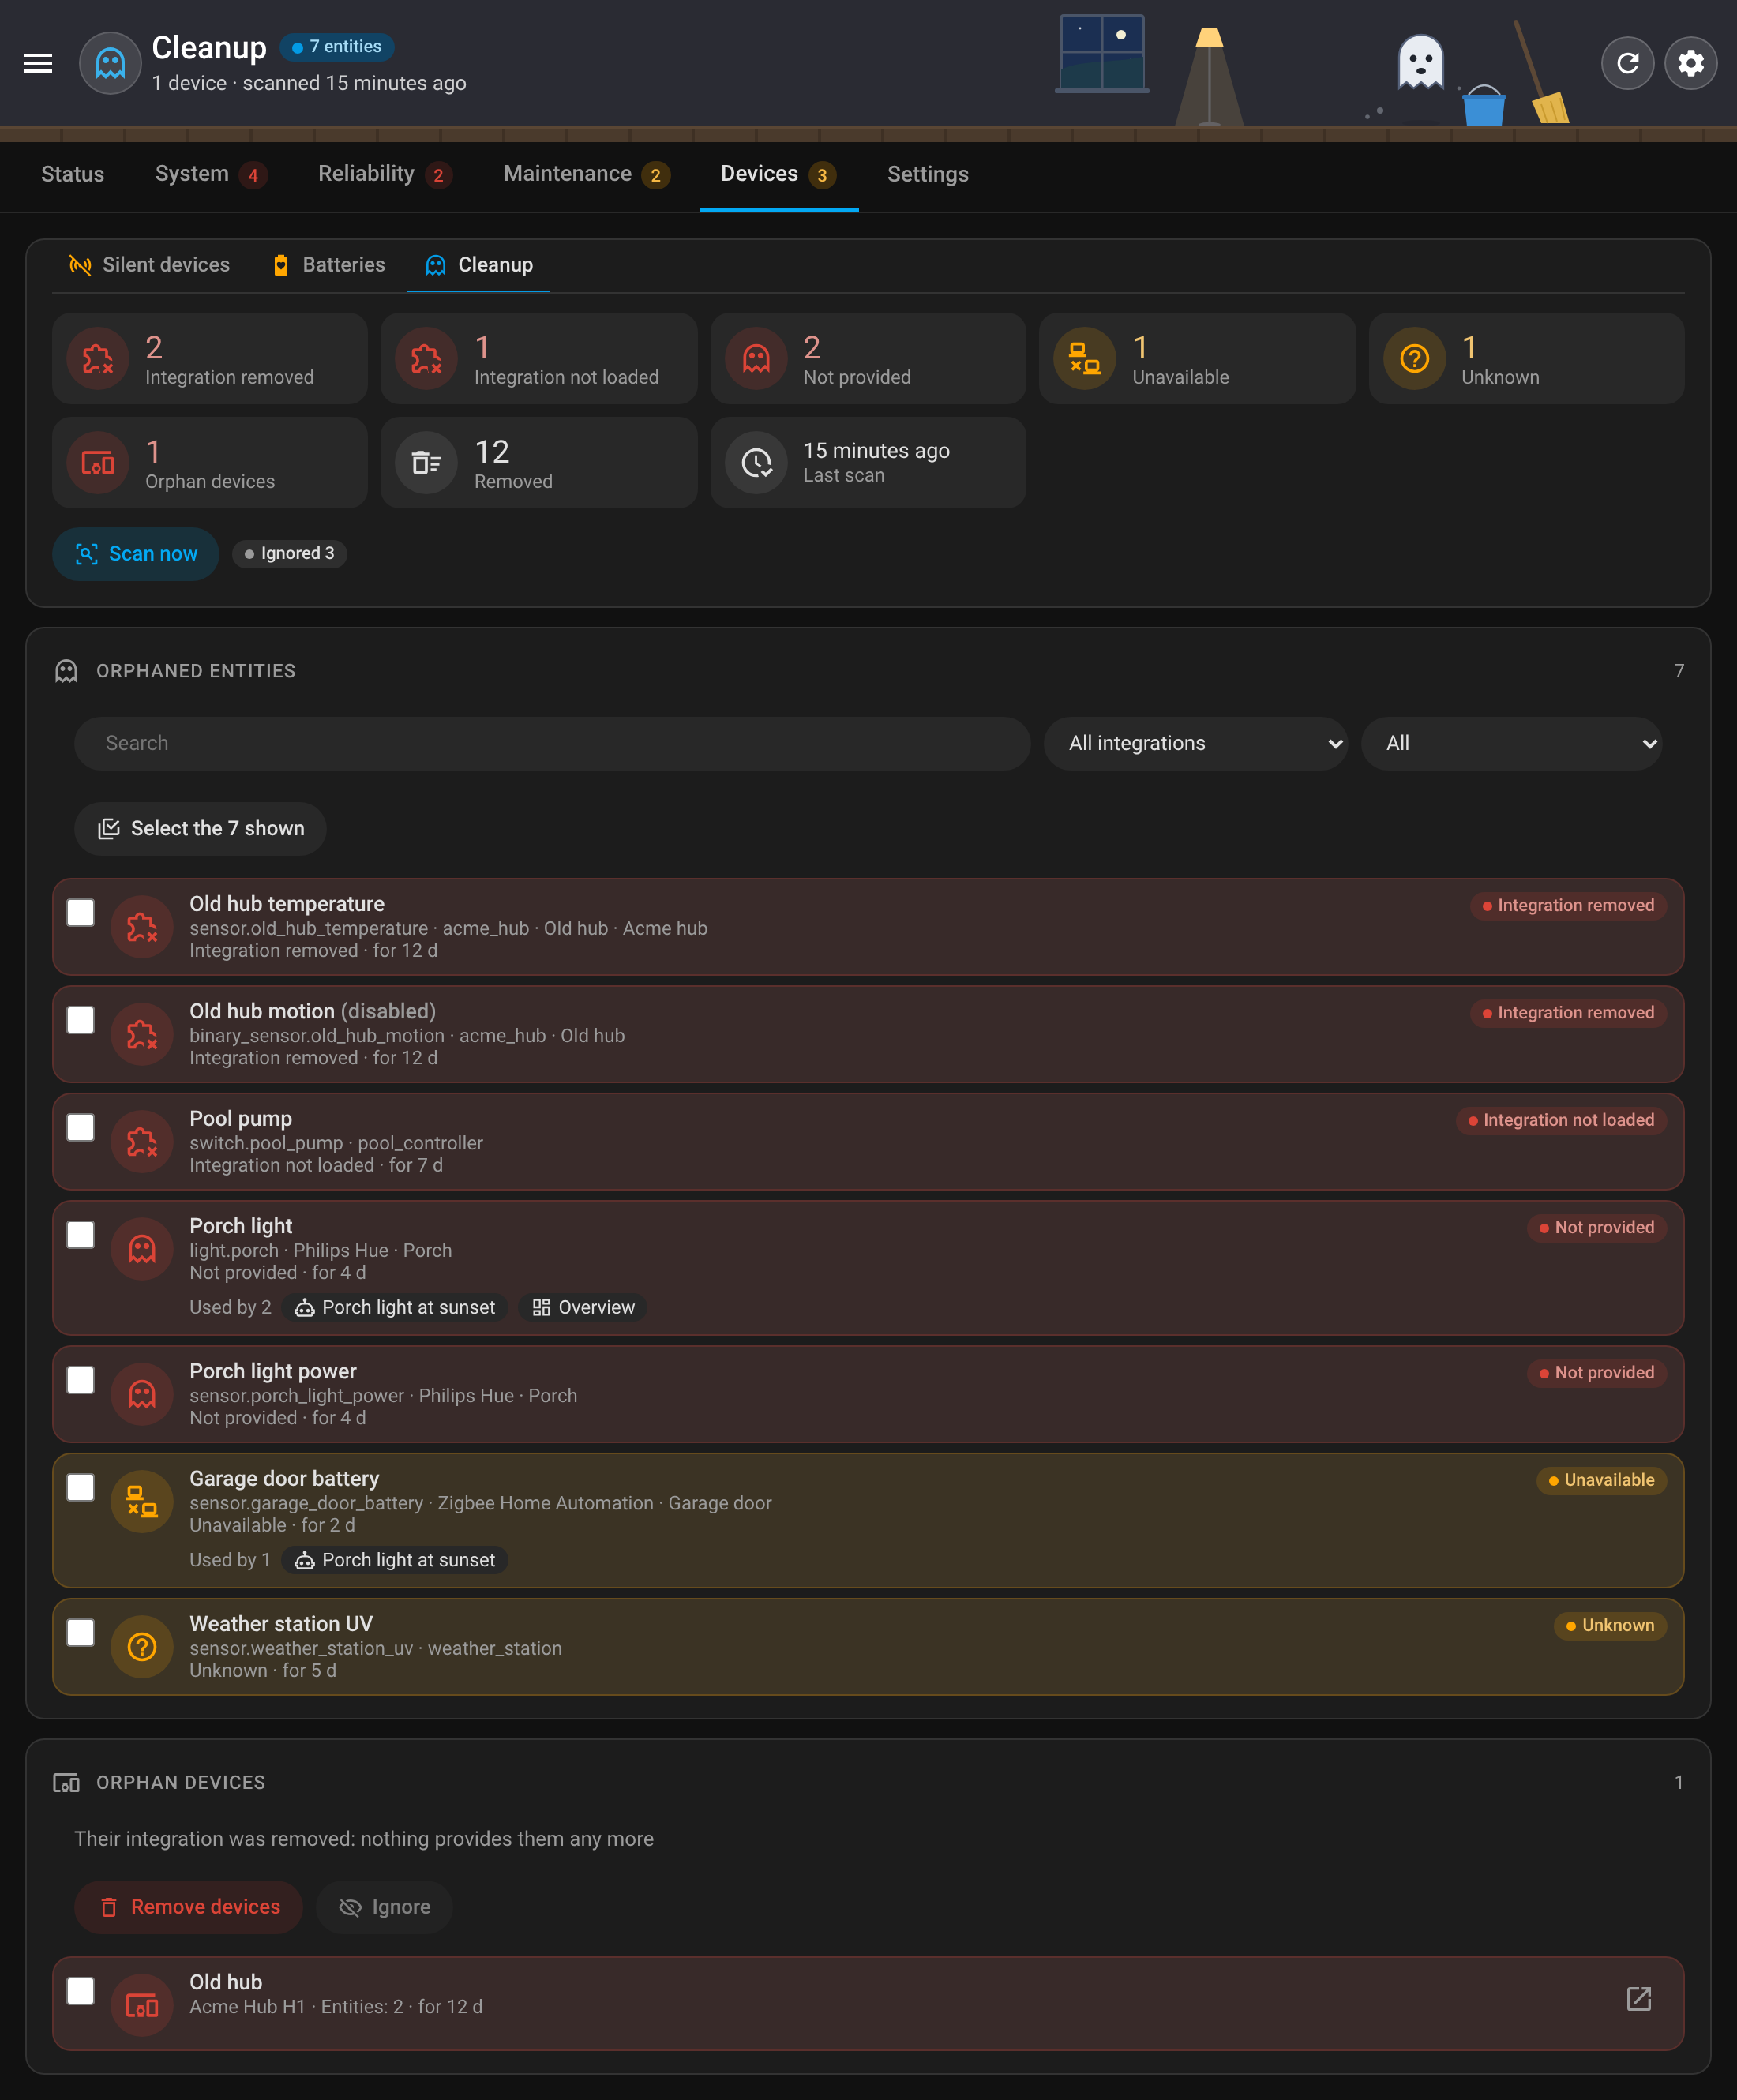 Cleanup 7 entities
1 device · scanned 15 minutes ago
Status System 4 Reliability 2 Maintenance 2 Devices 3 Settings
Silent devices Batteries Cleanup
2
Integration removed
1
Integration not loaded
2
Not provided
1
Unavailable
1
Unknown
1
Orphan devices
12
Removed
15 minutes ago
Last scan
Scan now Ignored 3
ORPHANED ENTITIES 7
Search All integrations All
Select the 7 shown
Old hub temperature Integration removed
sensor.old_hub_temperature · acme_hub · Old hub · Acme hub
Integration removed · for 12 d
Old hub motion (disabled) Integration removed
binary_sensor.old_hub_motion · acme_hub · Old hub
Integration removed · for 12 d
Pool pump Integration not loaded
switch.pool_pump · pool_controller
Integration not loaded · for 7 d
Porch light Not provided
light.porch · Philips Hue · Porch
Not provided · for 4 d
Used by 2 Porch light at sunset Overview
Porch light power Not provided
sensor.porch_light_power · Philips Hue · Porch
Not provided · for 4 d
Garage door battery Unavailable
sensor.garage_door_battery · Zigbee Home Automation · Garage door
Unavailable · for 2 d
Used by 1 Porch light at sunset
Weather station UV Unknown
sensor.weather_station_uv · weather_station
Unknown · for 5 d
ORPHAN DEVICES 1
Their integration was removed: nothing provides them any more
Remove devices Ignore
Old hub
Acme Hub H1 · Entities: 2 · for 12 d